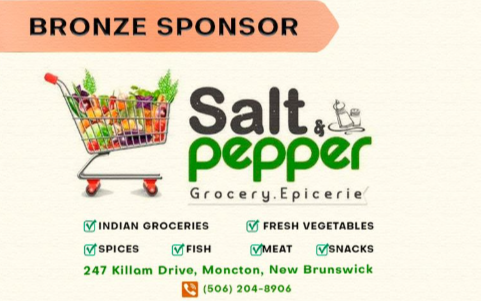 BRONZE SPONSOR
Salt &
pepper
Grocery.Epicerie
INDIAN GROCERIES FRESH VEGETABLES
SPICES FISH MEAT SNACKS
247 Killam Drive, Moncton, New Brunswick
(506) 204-8906